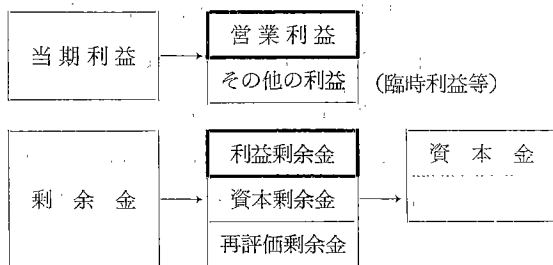 当期利益
営業利益
その他の利益
(臨時利益等)
剰余金
利益剰余金
資本剰余金
再評価剰余金
資本金